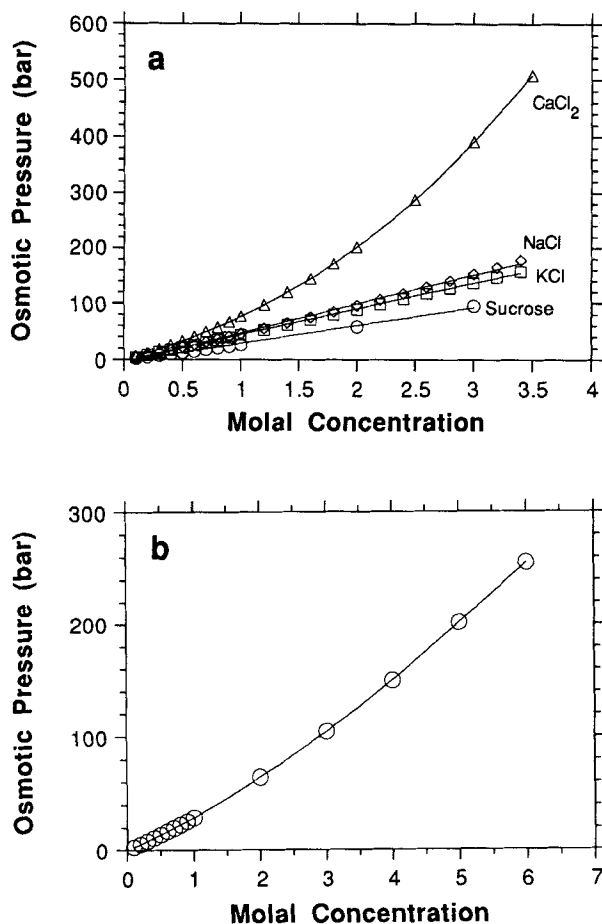 a
Osmotic Pressure (bar)
600
500
400
300
200
100
0
CaCl2
NaCl
KCl
Sucrose
0 0.5 1 1.5 2 2.5 3 3.5 4
Molal Concentration
b
Osmotic Pressure (bar)
300
200
100
0
0 1 2 3 4 5 6 7
Molal Concentration